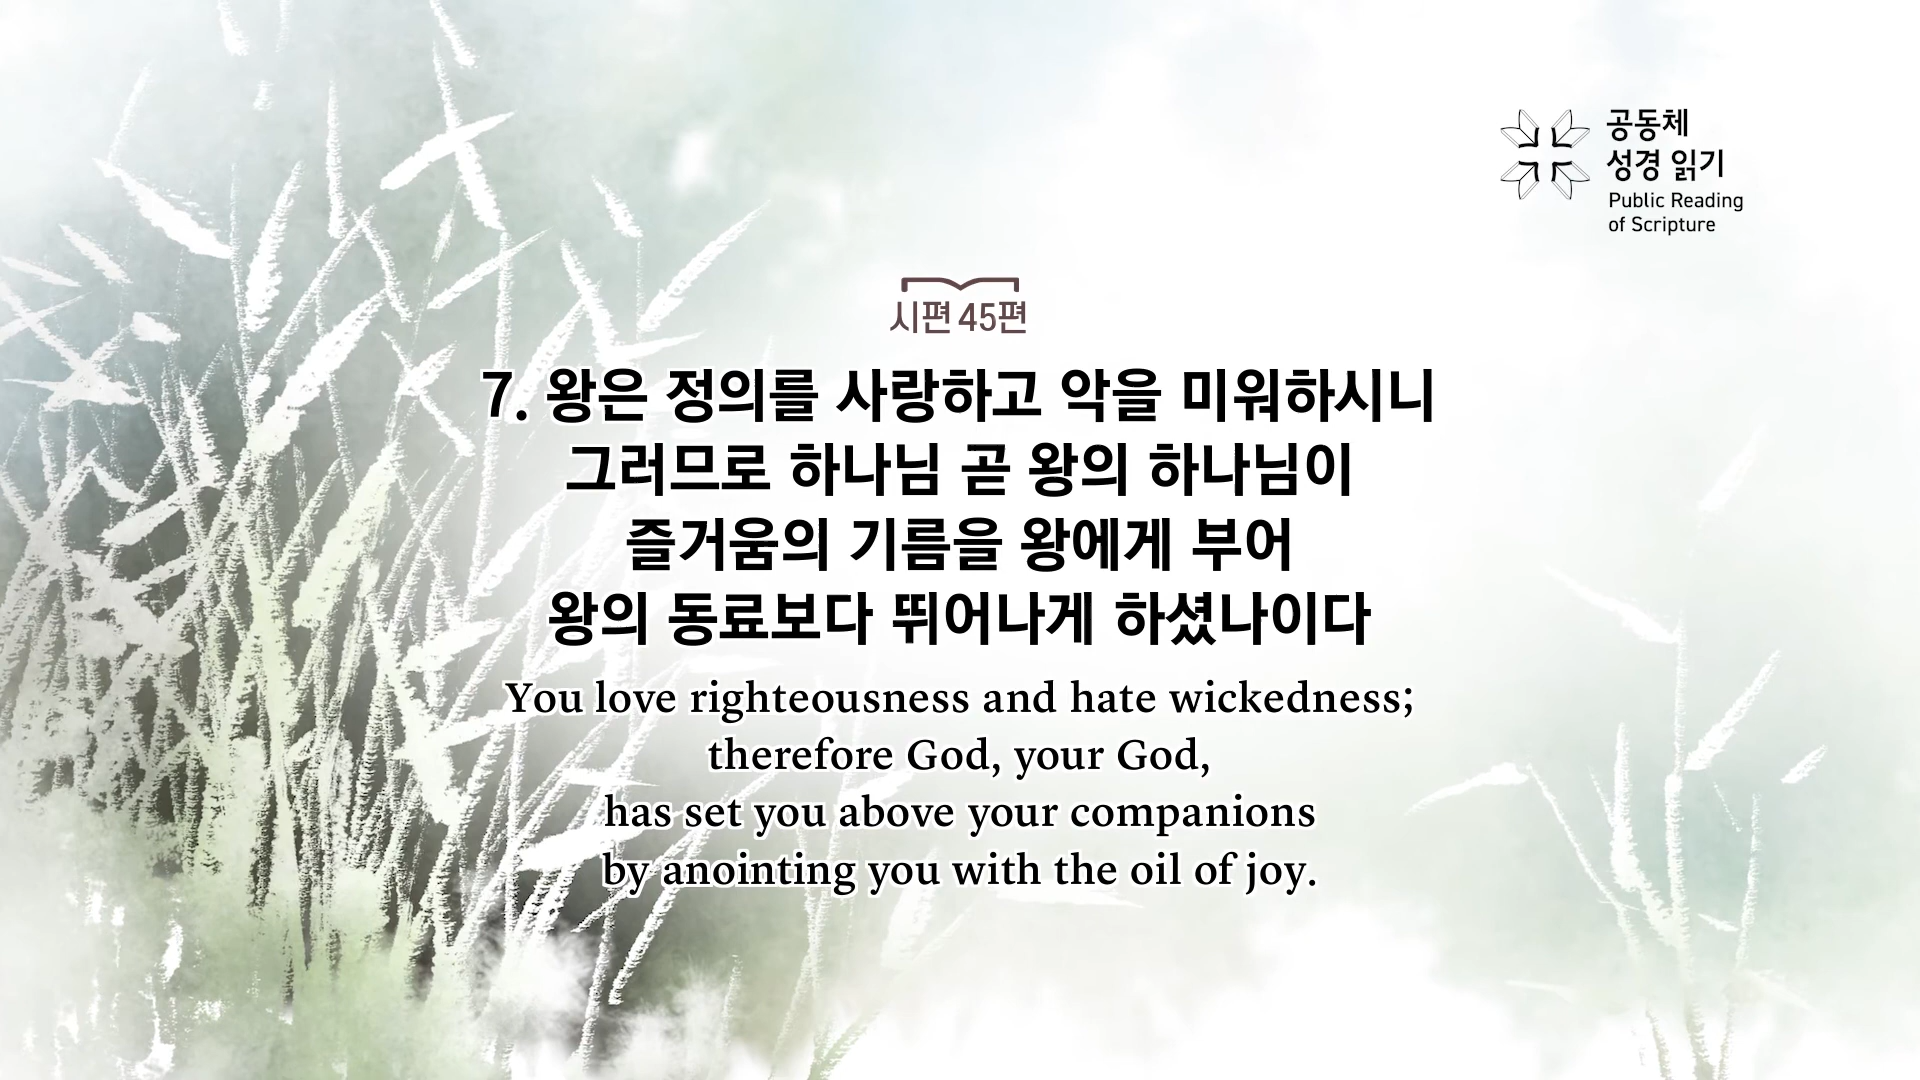 공동체
성경 읽기
Public Reading
of Scripture
시편 45편
7. 왕은 정의를 사랑하고 악을 미워하시니
그러므로 하나님 곧 왕의 하나님이
즐거움의 기름을 왕에게 부어
왕의 동료보다 뛰어나게 하셨나이다
You love righteousness and hate wickedness;
therefore God, your God,
has set you above your companions
by anointing you with the oil of joy.